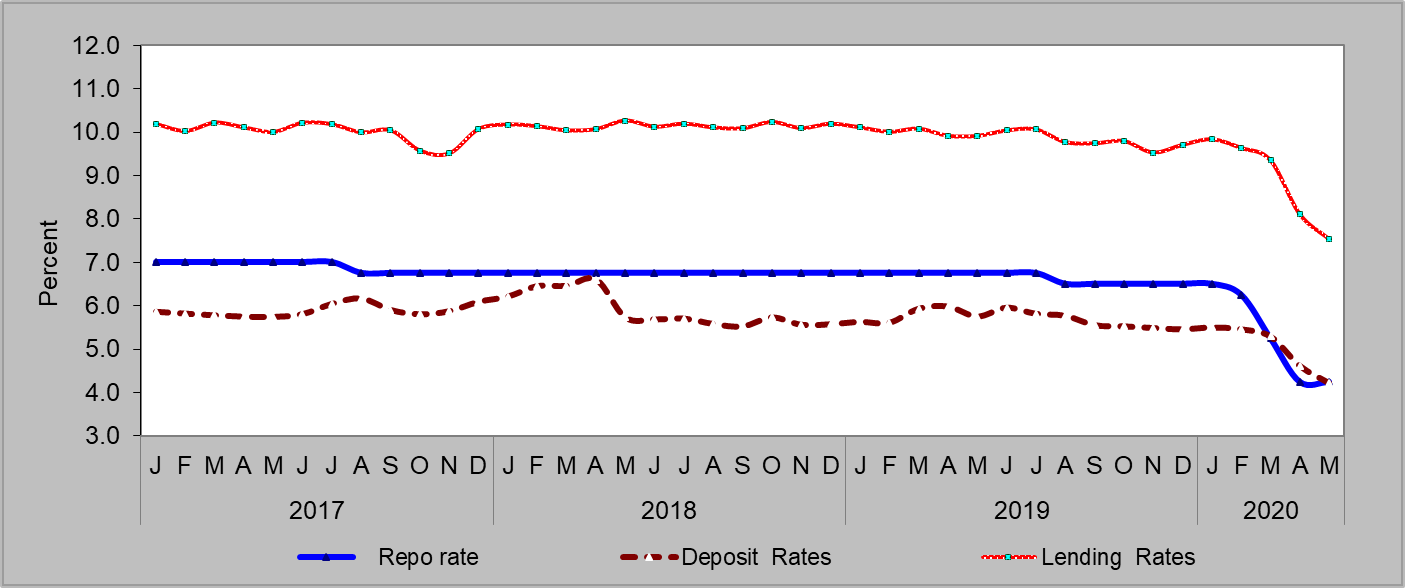 12.0
11.0
10.0
9.0
8.0
7.0
6.0
5.0
4.0
3.0
Percent
J F M A M J J A S O N D J F M A M J J A S O N D J F M A M J J A S O N D J F M A M
2017 2018 2019 2020
Repo rate Deposit Rates Lending Rates